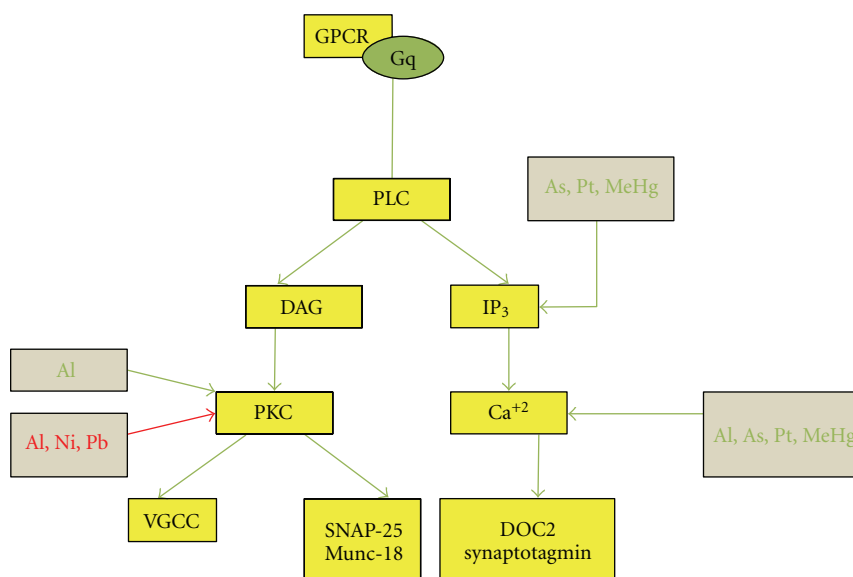 GPCR
Gq
As, Pt, MeHg
PLC
DAG
IP₃
Al
PKC
Ca⁺²
Al, Ni, Pb
Al, As, Pt, MeHg
VGCC
SNAP-25
Munc-18
DOC2
synaptotagmin